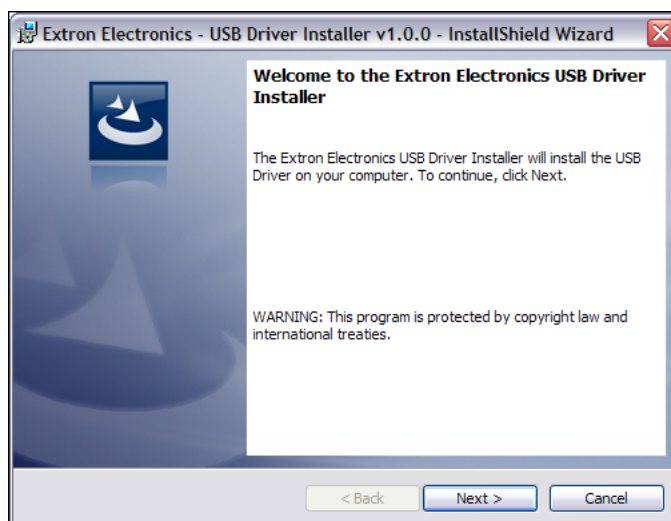 Extron Electronics - USB Driver Installer v1.0.0 - InstallShield Wizard
Welcome to the Extron Electronics USB Driver
Installer
The Extron Electronics USB Driver Installer will install the USB
Driver on your computer. To continue, click Next.
WARNING: This program is protected by copyright law and
international treaties.
< Back
Next >
Cancel